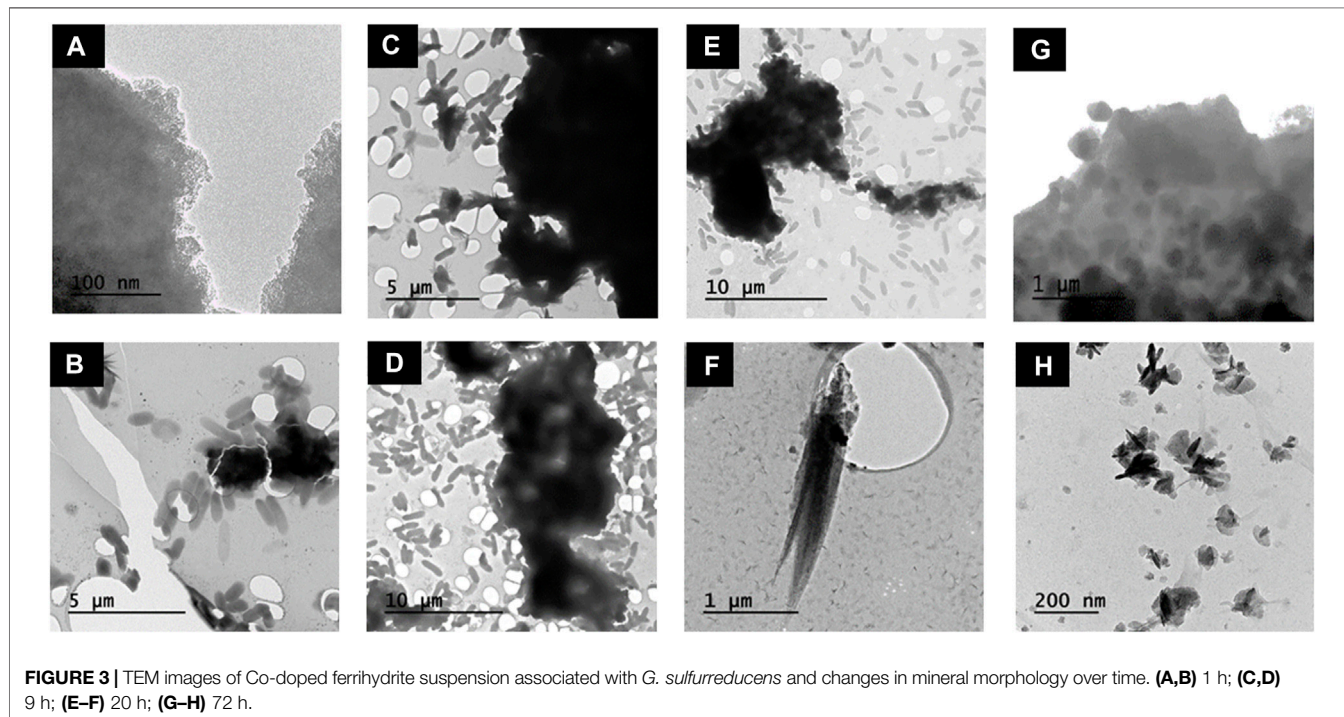 A
100 nm
C
5 µm
E
10 µm
G
1 µm
B
5 µm
D
10 µm
F
1 µm
H
200 nm
FIGURE 3 | TEM images of Co-doped ferrihydrite suspension associated with G. sulfurreducens and changes in mineral morphology over time. (A,B) 1 h; (C,D)
9 h; (E–F) 20 h; (G–H) 72 h.